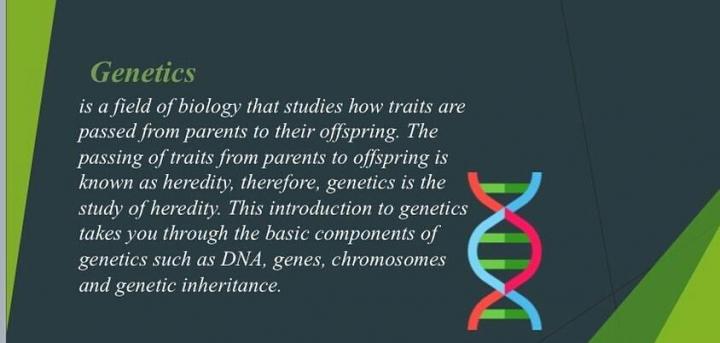 Genetics
is a field of biology that studies how traits are
passed from parents to their offspring. The
passing of traits from parents to offspring is
known as heredity, therefore, genetics is the
study of heredity. This introduction to genetics
takes you through the basic components of
genetics such as DNA, genes, chromosomes
and genetic inheritance.